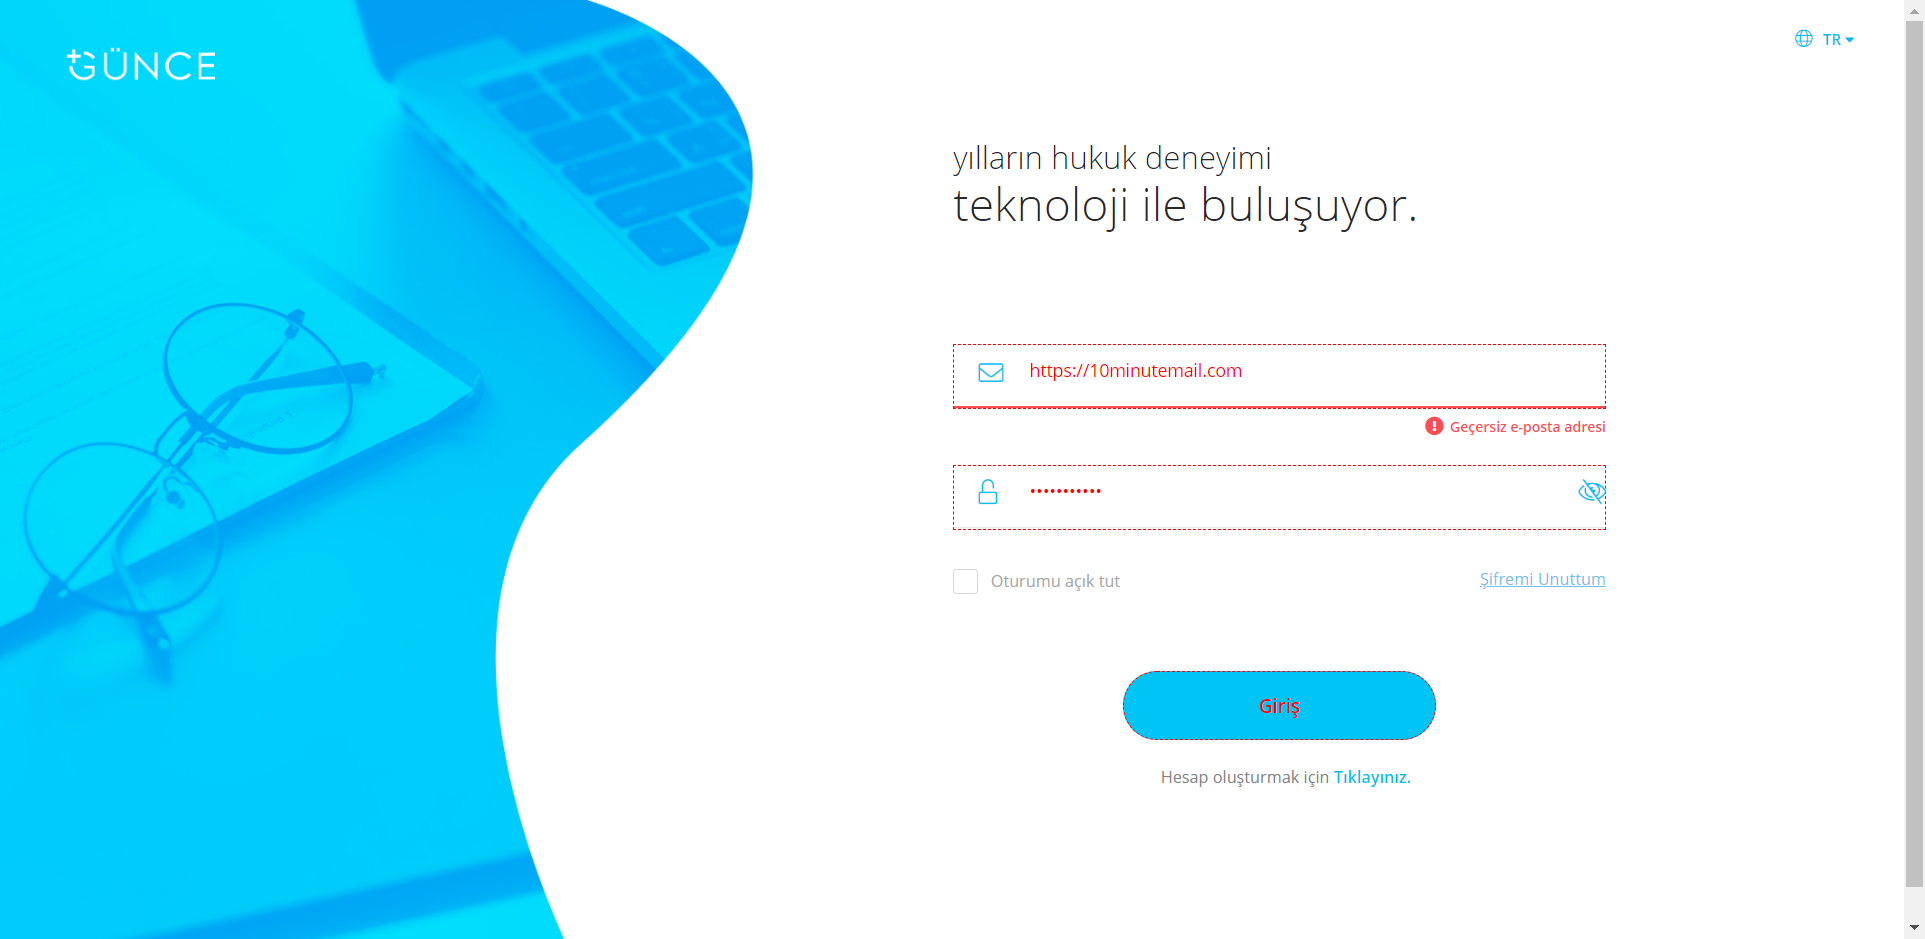 GÜNCE
TR
yılların hukuk deneyimi
teknoloji ile buluşuyor.
https://10minutemail.com
Geçersiz e-posta adresi
•••••••••••
Oturumu açık tut
Şifremi Unuttum
Giriş
Hesap oluşturmak için Tıklayınız.